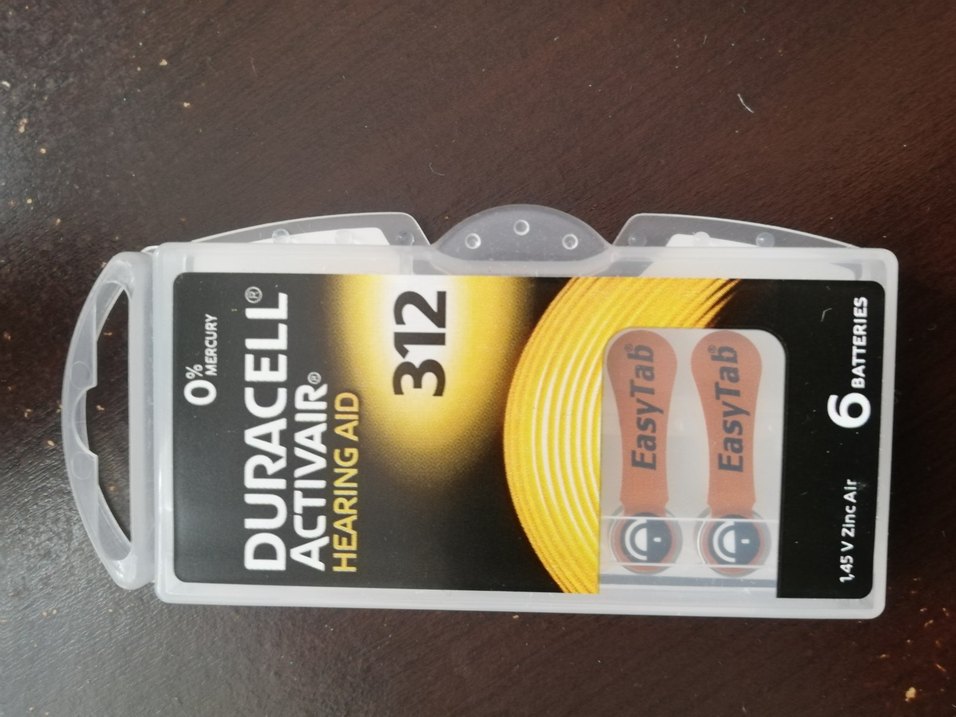 0% MERCURY
DURACELL®
ACTIVAIR®
HEARING AID
312
EasyTab®
EasyTab®
1,45 V Zinc Air
6 BATTERIES